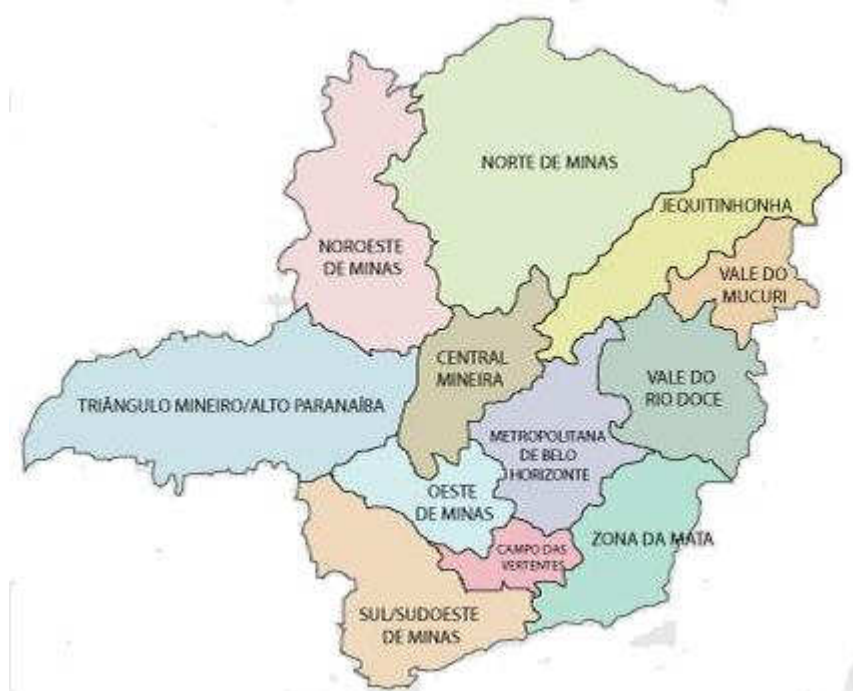 NORTE DE MINAS
JEQUITINHONHA
NOROESTE
DE MINAS
VALE DO
MUCURI
CENTRAL
MINEIRA
VALE DO
RIO DOCE
TRIÂNGULO MINEIRO/ALTO PARANAÍBA
METROPOLITANA
DE BELO
HORIZONTE
OESTE
DE MINAS
ZONA DA MATA
CAMPO DAS
VERTENTES
SUL/SUDOESTE
DE MINAS